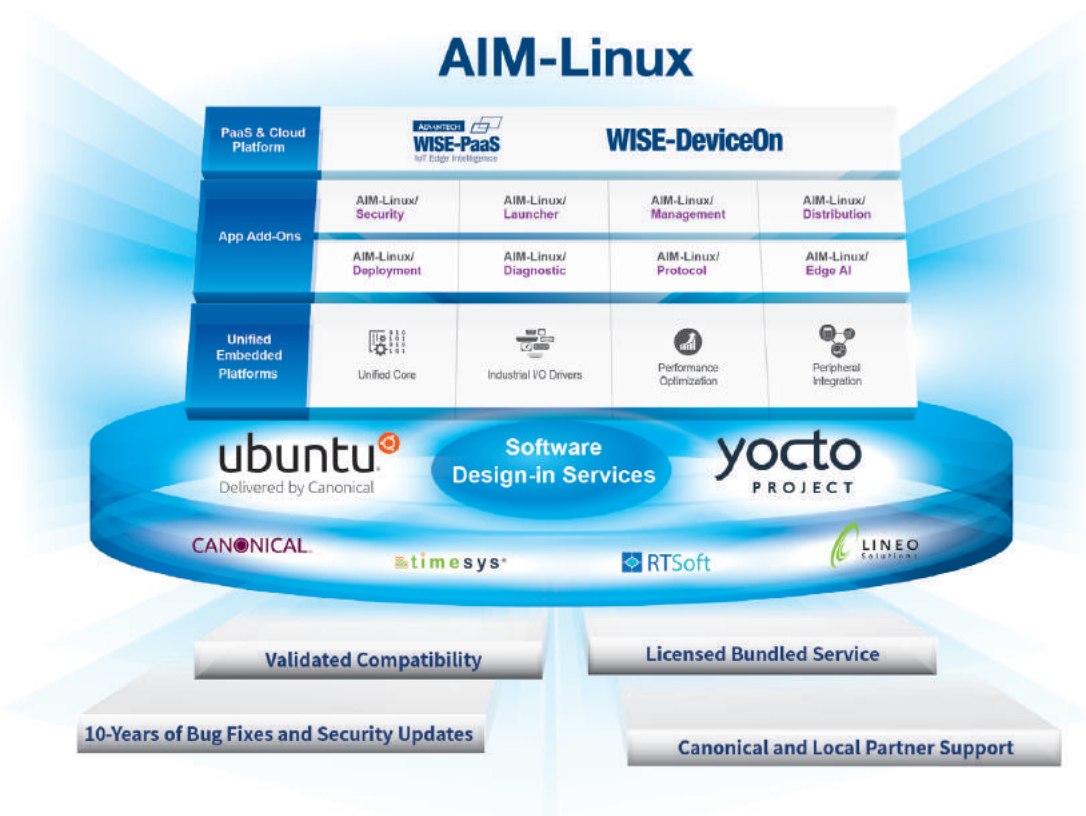 AIM-Linux
PaaS & Cloud
Platform
ADVANTECH
WISE-PaaS
IoT Edge Intelligence
WISE-DeviceOn
App Add-Ons
AIM-Linux/
Security
AIM-Linux/
Launcher
AIM-Linux/
Management
AIM-Linux/
Distribution
AIM-Linux/
Deployment
AIM-Linux/
Diagnostic
AIM-Linux/
Protocol
AIM-Linux/
Edge AI
Unified
Embedded
Platforms
Unified Core
Industrial I/O Drivers
Performance
Optimization
Peripheral
Integration
ubuntu
Delivered by Canonical
Software
Design-in Services
yocto
PROJECT
CANONICAL
timesys
RTSoft
LINEO
Solutions
Validated Compatibility
Licensed Bundled Service
10-Years of Bug Fixes and Security Updates
Canonical and Local Partner Support